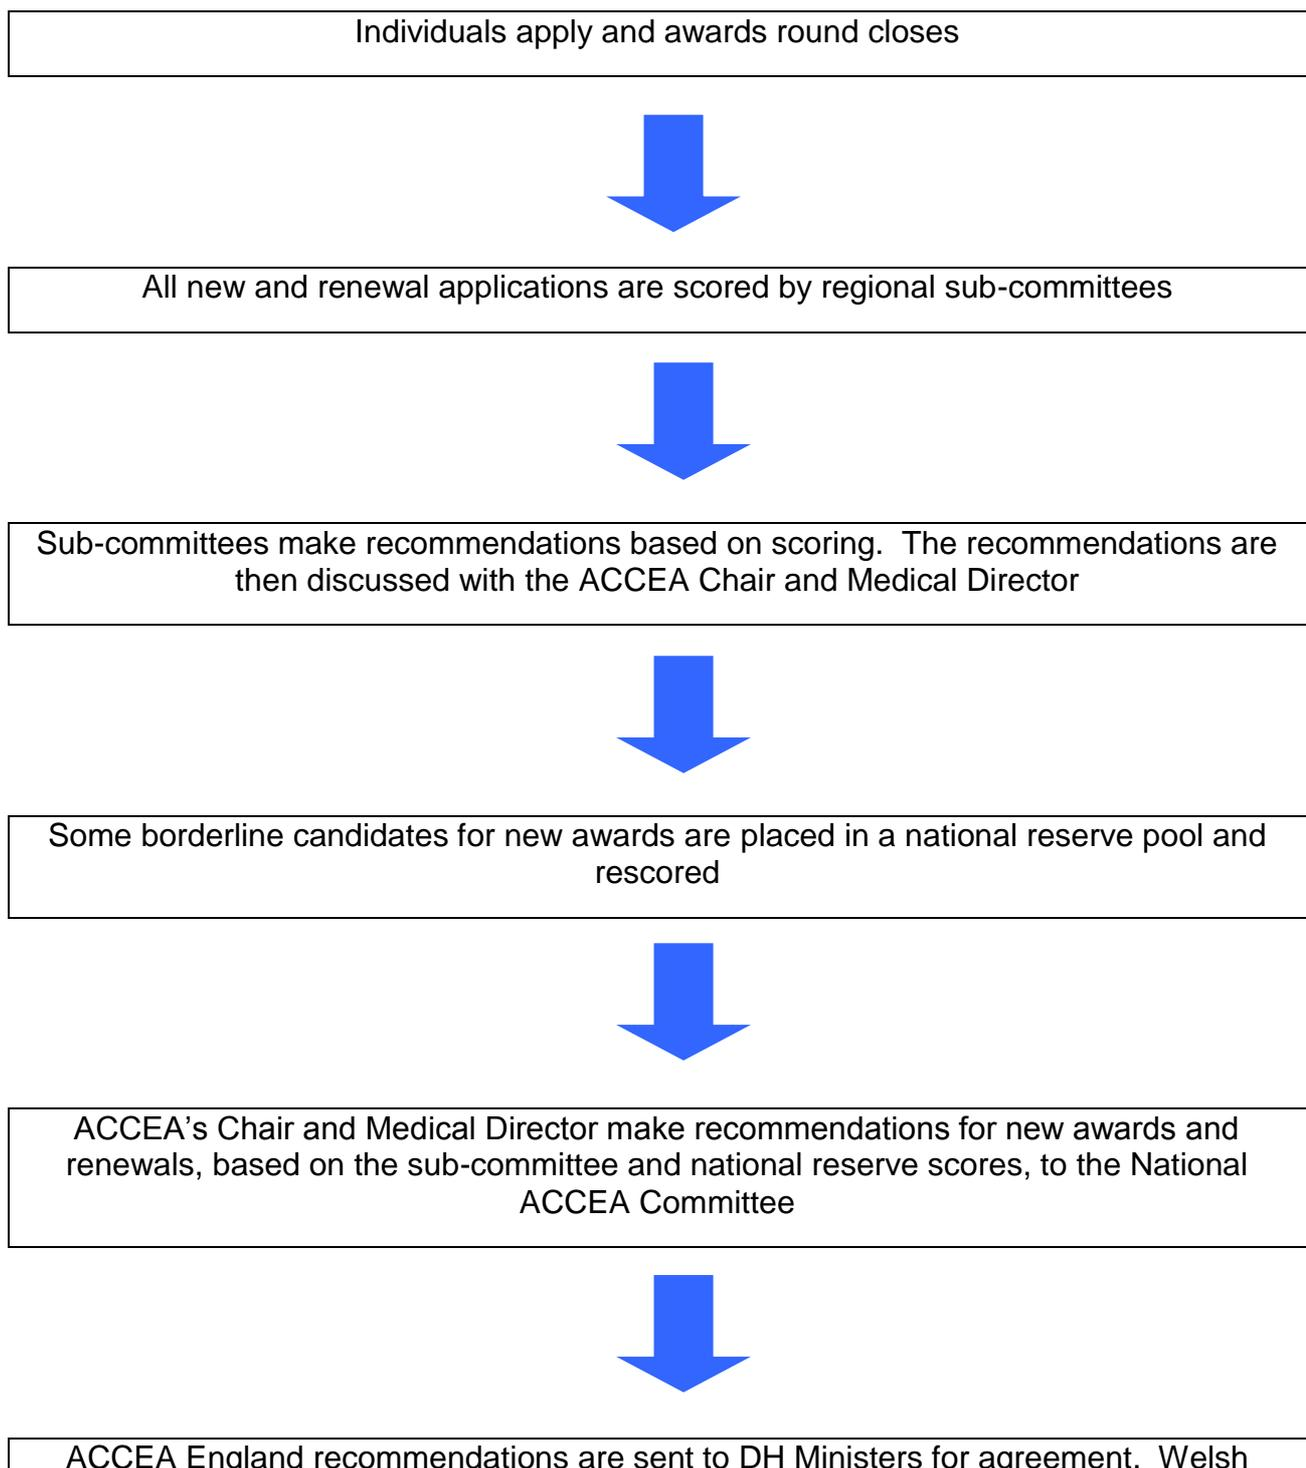 Individuals apply and awards round closes
All new and renewal applications are scored by regional sub-committees
Sub-committees make recommendations based on scoring.  The recommendations are
then discussed with the ACCEA Chair and Medical Director
Some borderline candidates for new awards are placed in a national reserve pool and
rescored
ACCEA’s Chair and Medical Director make recommendations for new awards and
renewals, based on the sub-committee and national reserve scores, to the National
ACCEA Committee
ACCEA England recommendations are sent to DH Ministers for agreement.  Welsh